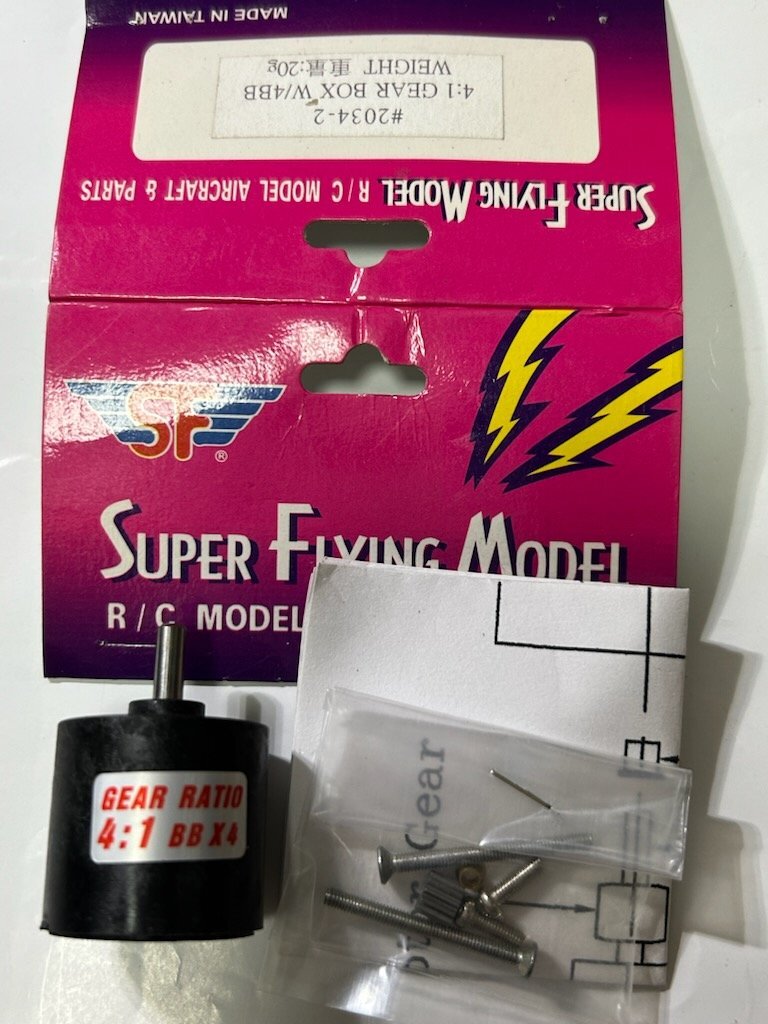 MADE IN TAIWAN
#2034-2
4:1 GEAR BOX W/4BB
WEIGHT 重量:20g
SUPER FLYING MODEL R/C MODEL AIRCRAFT & PARTS
SF®
SUPER FLYING MODEL
R/C MODEL
GEAR RATIO
4:1 BB X4
Gear